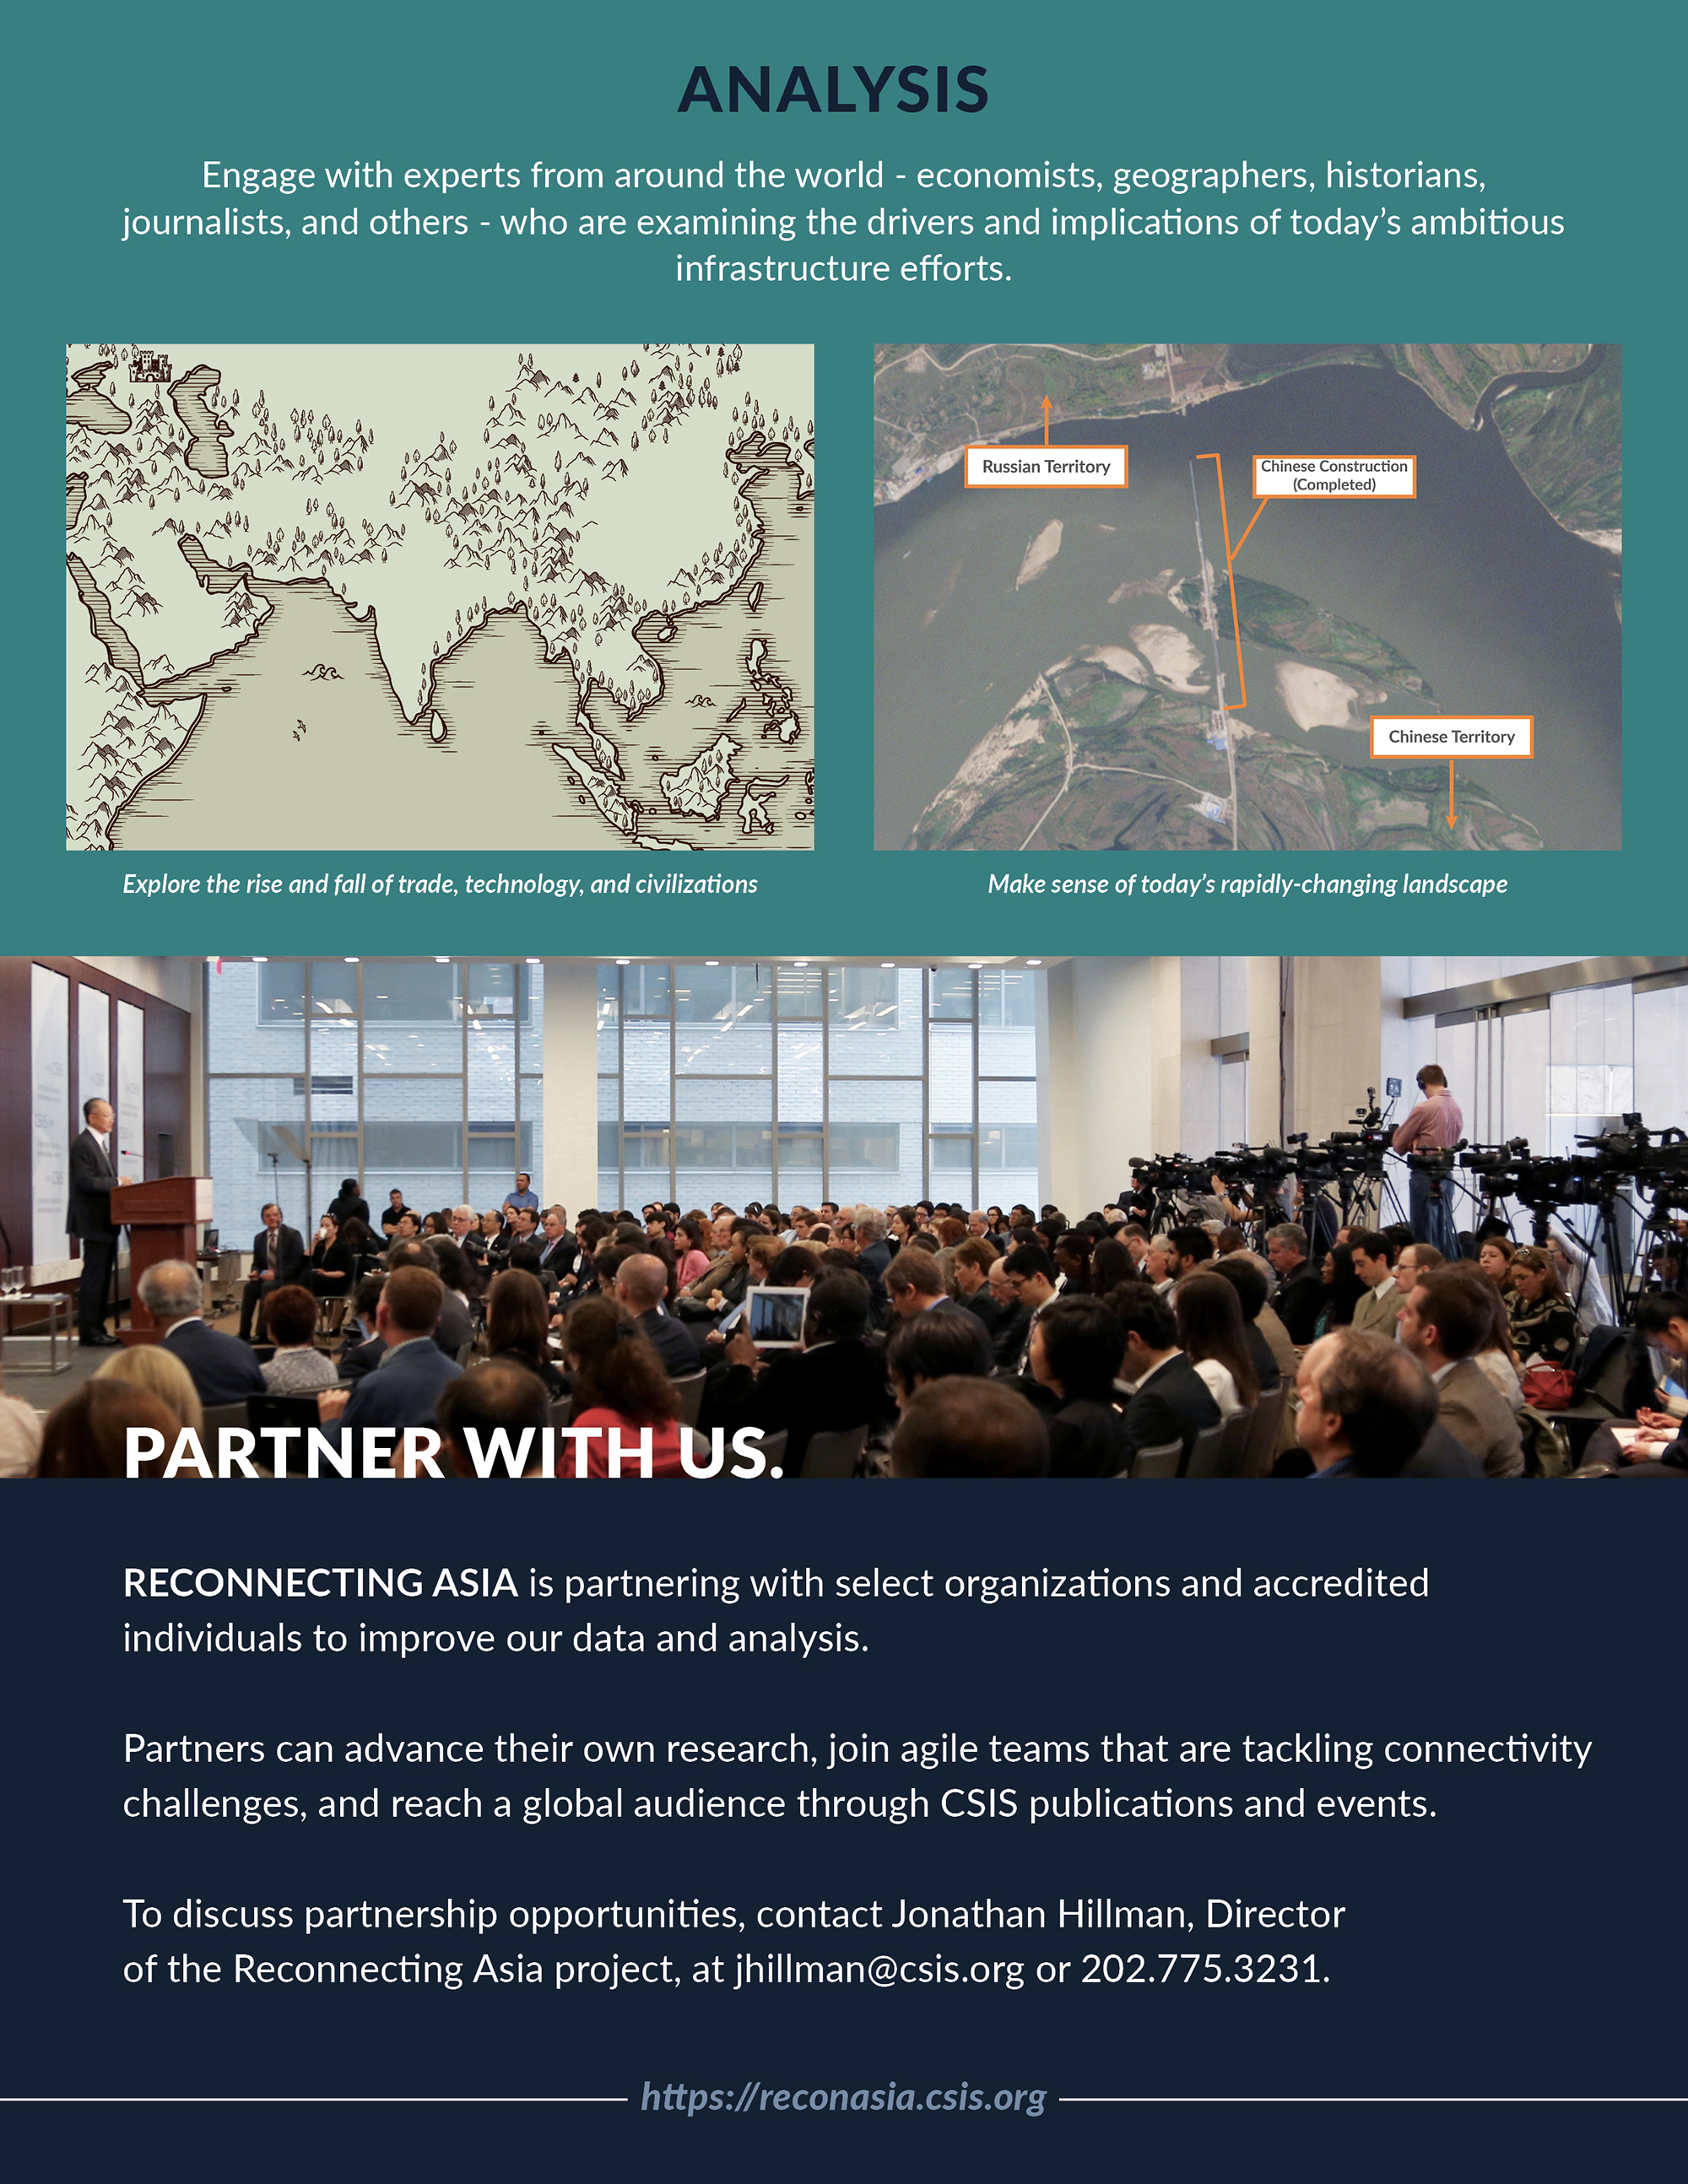 ANALYSIS
Engage with experts from around the world - economists, geographers, historians,
journalists, and others - who are examining the drivers and implications of today's ambitious
infrastructure efforts.
Russian Territory
Chinese Construction
(Completed)
Chinese Territory
Explore the rise and fall of trade, technology, and civilizations
Make sense of today's rapidly-changing landscape
CSIS
PARTNER WITH US.
RECONNECTING ASIA is partnering with select organizations and accredited
individuals to improve our data and analysis.
Partners can advance their own research, join agile teams that are tackling connectivity
challenges, and reach a global audience through CSIS publications and events.
To discuss partnership opportunities, contact Jonathan Hillman, Director
of the Reconnecting Asia project, at jhillman@csis.org or 202.775.3231.
https://reconasia.csis.org